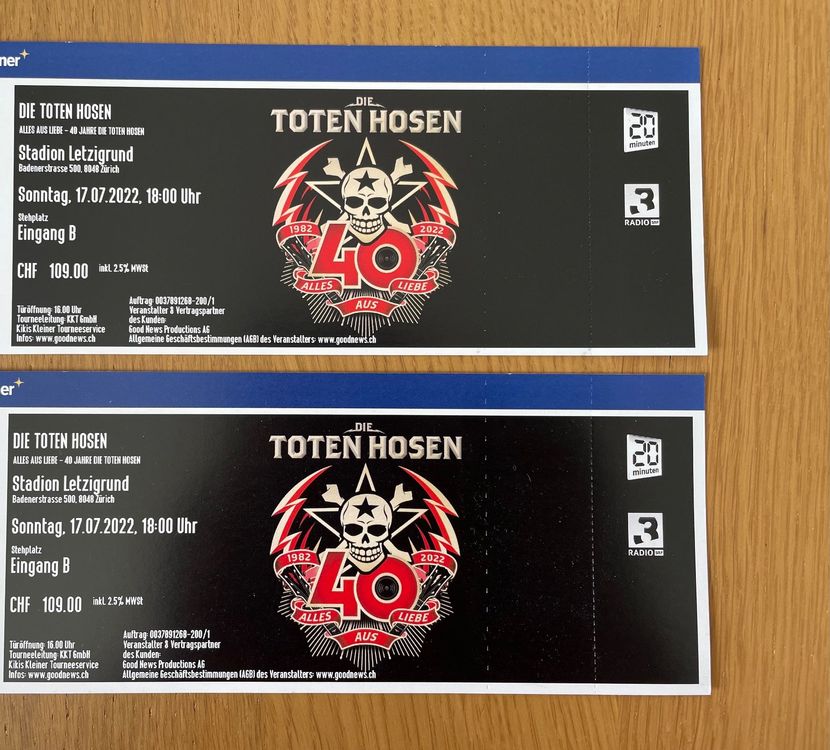 ner
DIE TOTEN HOSEN
ALLES AUS LIEBE - 40 JAHRE DIE TOTEN HOSEN
Stadion Letzigrund
Badenerstrasse 500, 8048 Zürich
Sonntag, 17.07.2022, 18:00 Uhr
Stehplatz
Eingang B
CHF 109.00 inkl. 2.5% MWSt
Türöffnung: 16.00 Uhr
Tourneeleitung: KKT GmbH
Kikis Kleiner Tourneeservice
Infos: www.goodnews.ch
Auftrag: 0037891268-200/1
Veranstalter & Vertragspartner
des Kunden:
Good News Productions AG
Allgemeine Geschäftsbestimmungen (AGB) des Veranstalters: www.goodnews.ch
DIE
TOTEN HOSEN
1982 2022
40
ALLES LIEBE
AUS
20
minuten
3
RADIO SRF
er
DIE TOTEN HOSEN
ALLES AUS LIEBE - 40 JAHRE DIE TOTEN HOSEN
Stadion Letzigrund
Badenerstrasse 500, 8048 Zürich
Sonntag, 17.07.2022, 18:00 Uhr
Stehplatz
Eingang B
CHF 109.00 inkl. 2.5% MWSt
Türöffnung: 16.00 Uhr
Tourneeleitung: KKT GmbH
Kikis Kleiner Tourneeservice
Infos: www.goodnews.ch
Auftrag: 0037891268-200/1
Veranstalter & Vertragspartner
des Kunden:
Good News Productions AG
Allgemeine Geschäftsbestimmungen (AGB) des Veranstalters: www.goodnews.ch
DIE
TOTEN HOSEN
1982 2022
40
ALLES LIEBE
AUS
20
minuten
3
RADIO SRF